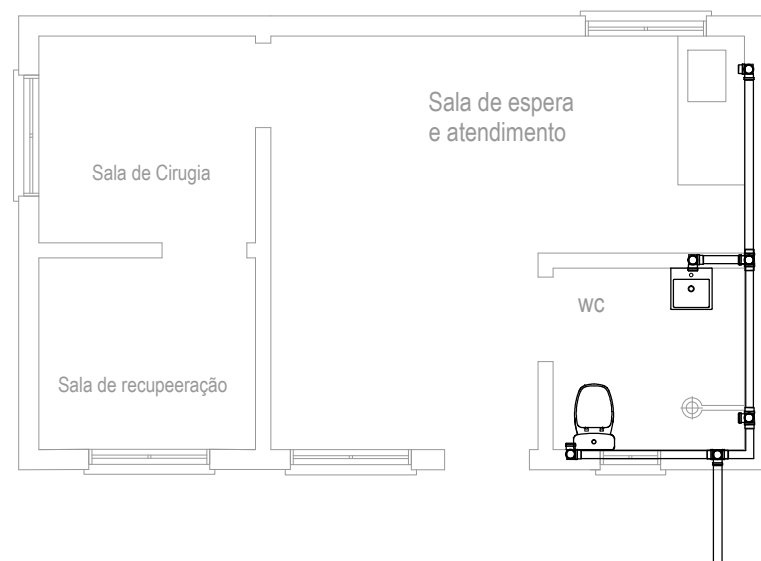 Sala de espera
e atendimento
Sala de Cirugia
wc
Sala de recupeeração